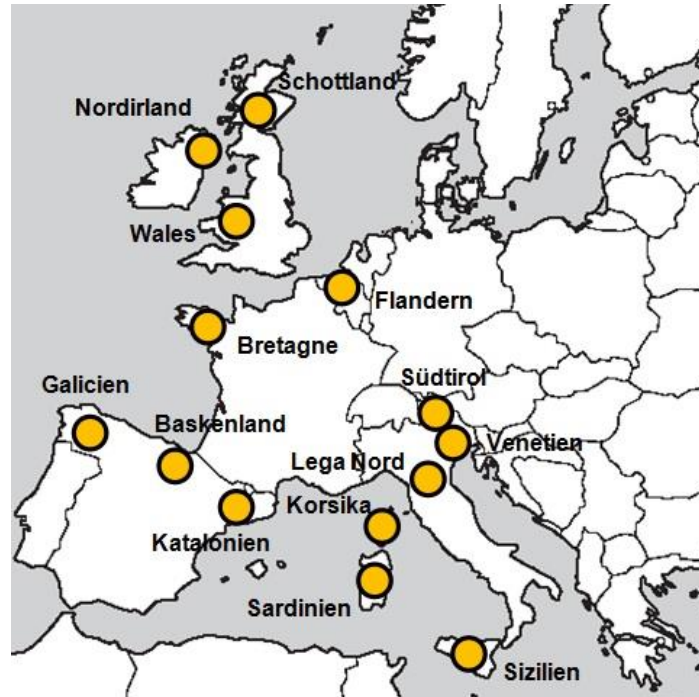 Schottland
Nordirland
Wales
Flandern
Bretagne
Südtirol
Galicien
Baskenland
Venetien
Lega Nord
Korsika
Katalonien
Sardinien
Sizilien